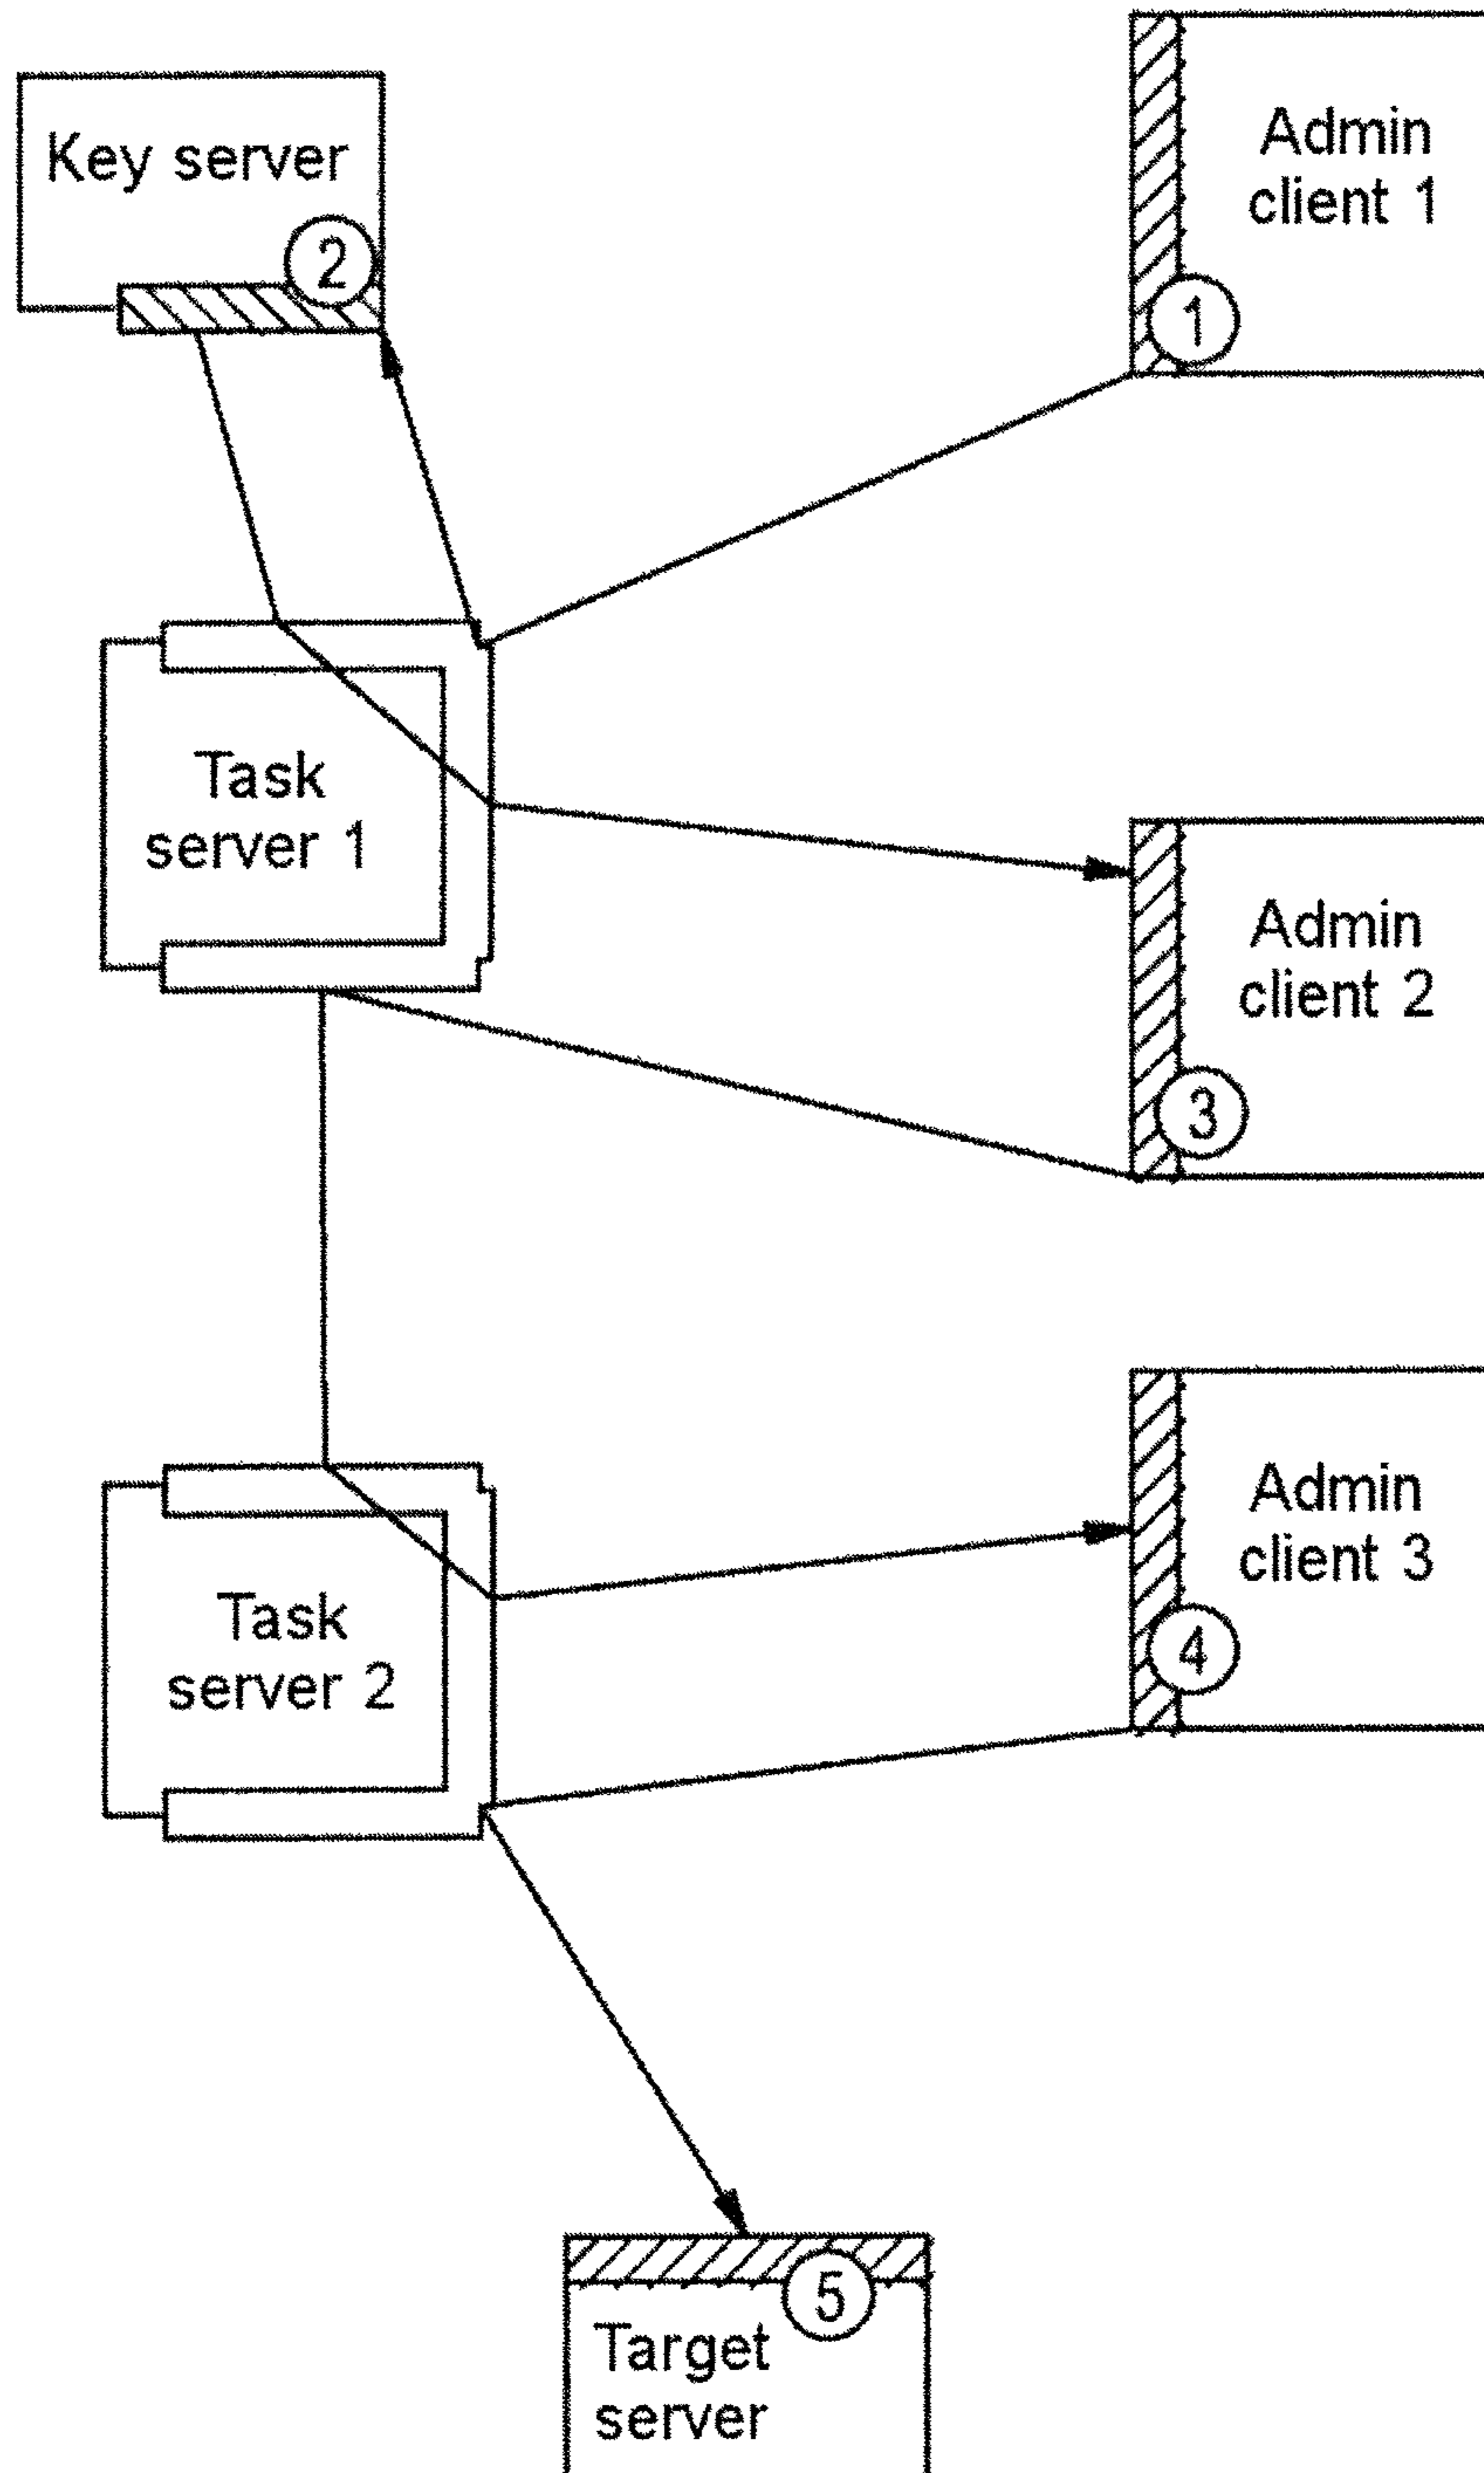 Key server
2
Admin
client 1
1
Task
server 1
Admin
client 2
3
Admin
client 3
4
Task
server 2
5
Target
server